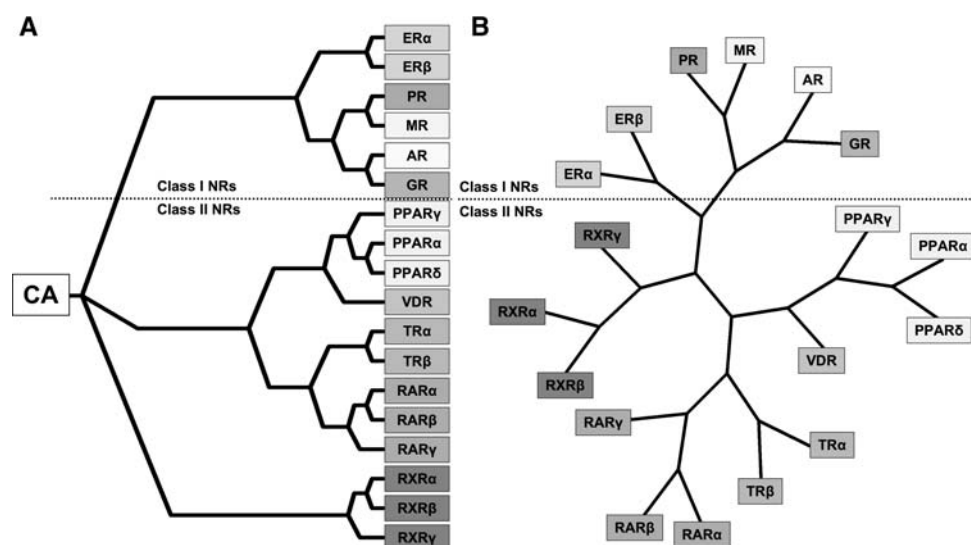 A
CA
ERα
ERβ
PR
MR
AR
GR
Class I NRs
Class II NRs
PPARγ
PPARα
PPARδ
VDR
TRα
TRβ
RARα
RARβ
RARγ
RXRα
RXRβ
RXRγ
B
MR
PR
AR
ERβ
GR
ERα
Class I NRs
Class II NRs
PPARγ
RXRγ
PPARα
RXRα
PPARδ
VDR
RXRβ
RARγ
TRα
TRβ
RARβ
RARα